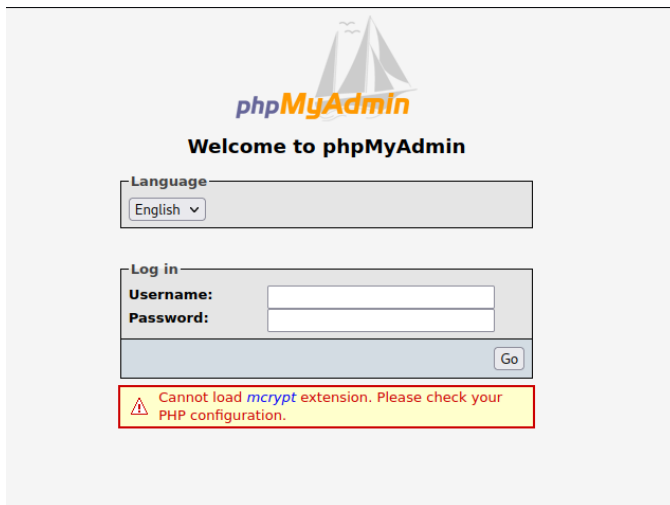 phpMyAdmin
Welcome to phpMyAdmin
Language
English
Log in
Username:
Password:
Go
Cannot load mcrypt extension. Please check your
PHP configuration.